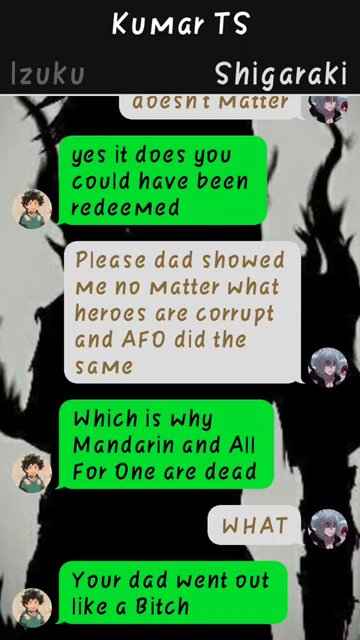 Kumar TS
Izuku
Shigaraki
doesn't Matter
yes it does you
could have been
redeemed
Please dad showed
me no matter what
heroes are corrupt
and AFO did the
same
Which is why
Mandarin and All
For One are dead
WHAT
Your dad went out
like a Bitch